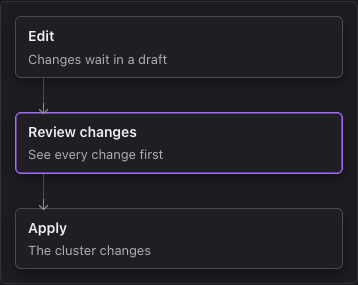 Edit
Changes wait in a draft
Review changes
See every change first
Apply
The cluster changes